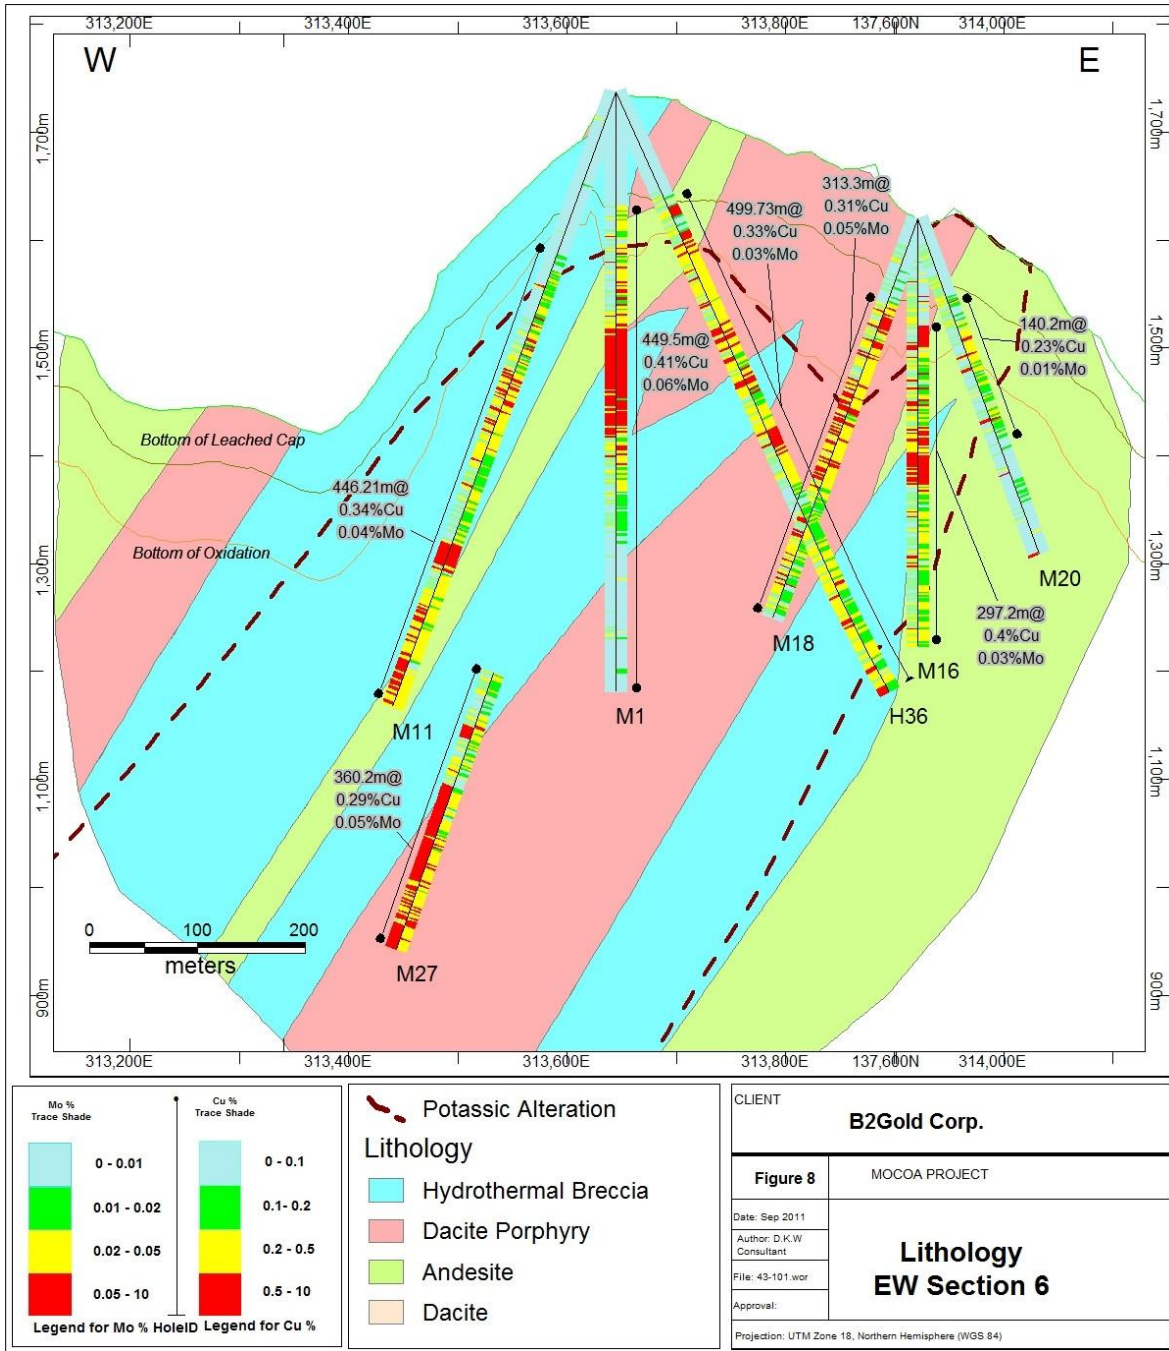 313,200E 313,400E 313,600E 313,800E 137,600N 314,000E
W
E
1,700m
1,700m
313.3m@
0.31%Cu
0.05%Mo
499.73m@
0.33%Cu
0.03%Mo
449.5m@
0.41%Cu
0.06%Mo
140.2m@
0.23%Cu
0.01%Mo
1,500m
1,500m
Bottom of Leached Cap
446.21m@
0.34%Cu
0.04%Mo
Bottom of Oxidation
1,300m
1,300m
M20
297.2m@
0.4%Cu
0.03%Mo
M18
M16
M11
M1
H36
360.2m@
0.29%Cu
0.05%Mo
1,100m
1,100m
0 100 200
meters
M27
900m
900m
313,200E 313,400E 313,600E 313,800E 137,600N 314,000E
Mo %
Trace Shade
0 - 0.01
0.01 - 0.02
0.02 - 0.05
0.05 - 10
Legend for Mo %
HoleID
Cu %
Trace Shade
0 - 0.1
0.1- 0.2
0.2 - 0.5
0.5 - 10
Legend for Cu %
Potassic Alteration
Lithology
Hydrothermal Breccia
Dacite Porphyry
Andesite
Dacite
CLIENT
B2Gold Corp.
Figure 8
MOCOA PROJECT
Date: Sep 2011
Author: D.K.W
Consultant
File: 43-101.wor
Approval:
Lithology
EW Section 6
Projection: UTM Zone 18, Northern Hemisphere (WGS 84)